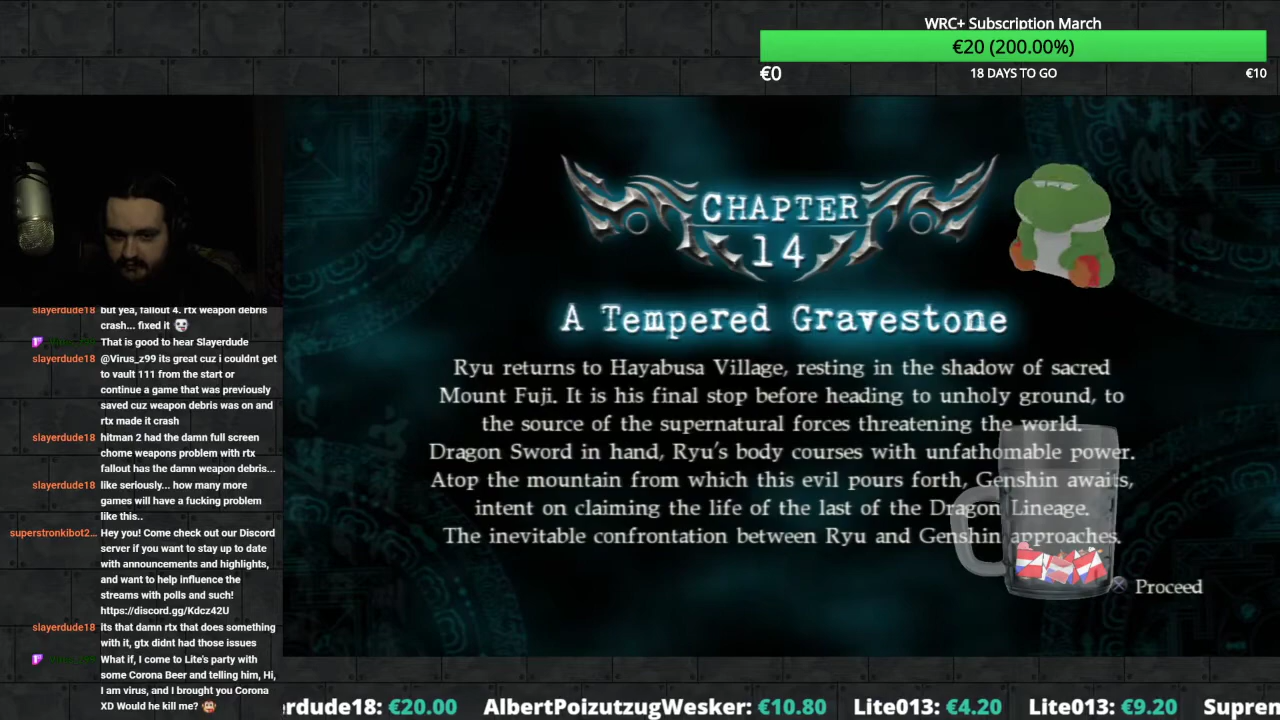 WRC+ Subscription March
€20 (200.00%)
€0
18 DAYS TO GO
€10
CHAPTER
14
A Tempered Gravestone
Ryu returns to Hayabusa Village, resting in the shadow of sacred
Mount Fuji. It is his final stop before heading to unholy ground, to
the source of the supernatural forces threatening the world.
Dragon Sword in hand, Ryu's body courses with unfathomable power.
Atop the mountain from which this evil pours forth, Genshin awaits,
intent on claiming the life of the last of the Dragon Lineage.
The inevitable confrontation between Ryu and Genshin approaches.
Proceed
slayerdude18 but yea, fallout 4. rtx weapon debris
crash... fixed it
That is good to hear Slayerdude
slayerdude18 @Virus_z99 its great cuz i couldnt get
to vault 111 from the start or
continue a game that was previously
saved cuz weapon debris was on and
rtx made it crash
slayerdude18 hitman 2 had the damn full screen
chome weapons problem with rtx
fallout has the damn weapon debris...
slayerdude18 like seriously... how many more
games will have a fucking problem
like this..
superstronkibot2... Hey you! Come check out our Discord
server if you want to stay up to date
with announcements and highlights,
and want to help influence the
streams with polls and such!
https://discord.gg/Kdcz42U
slayerdude18 its that damn rtx that does something
with it, gtx didnt had those issues
What if, I come to Lite's party with
some Corona Beer and telling him, Hi,
I am virus, and I brought you Corona
XD Would he kill me?
erdude18: €20.00 AlbertPoizutzugWesker: €10.80 Lite013: €4.20 Lite013: €9.20 Supren